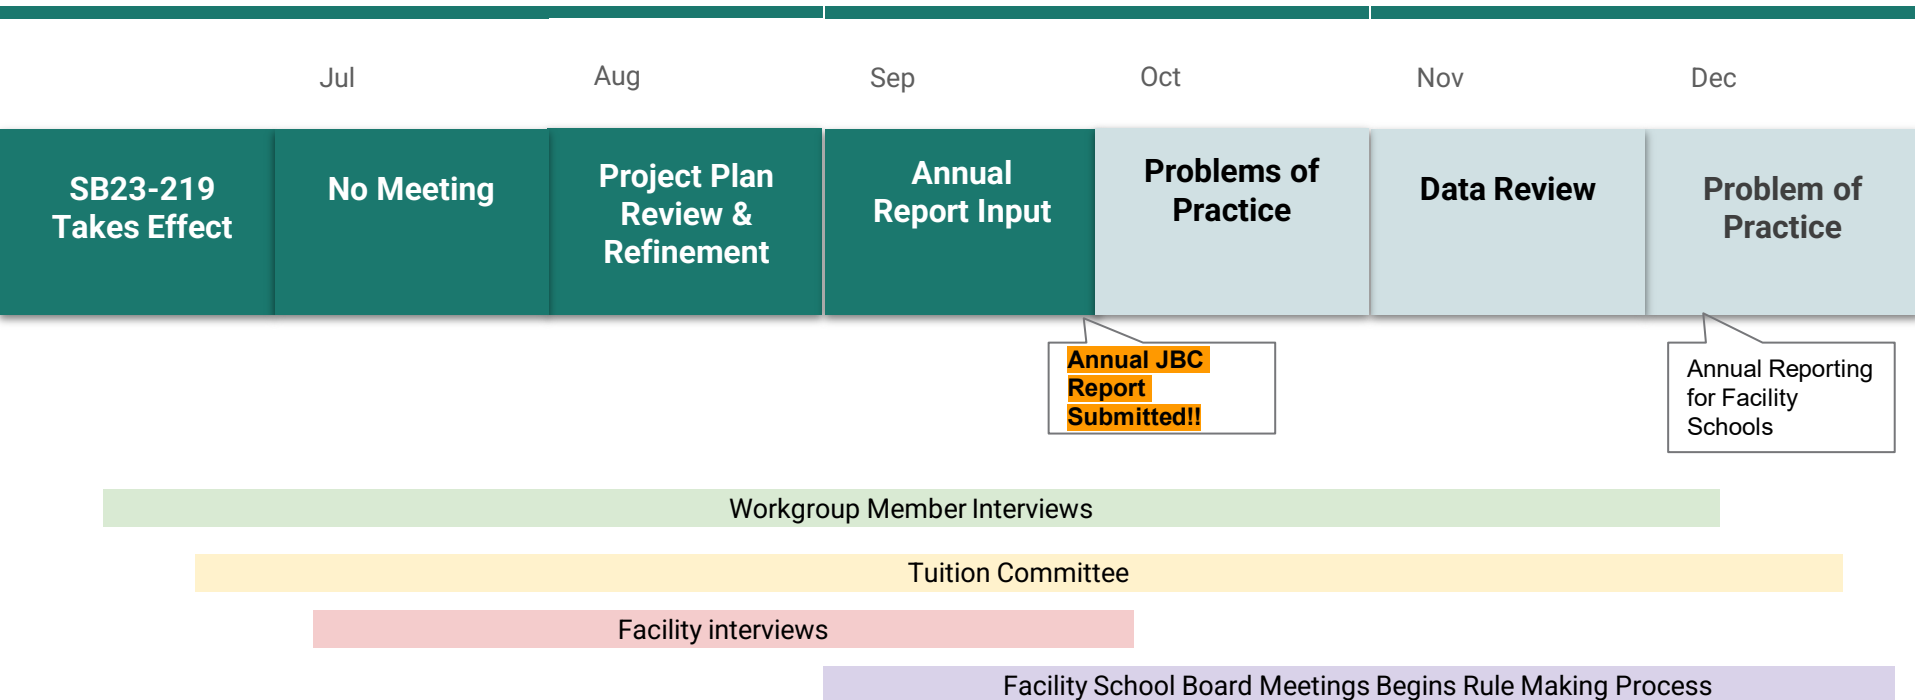 Jul
Aug
Sep
Oct
Nov
Dec
SB23-219
Takes Effect
No Meeting
Project Plan
Review &
Refinement
Annual
Report Input
Problems of
Practice
Data Review
Problem of
Practice
Annual JBC
Report
Submitted!!
Annual Reporting
for Facility
Schools
Workgroup Member Interviews
Tuition Committee
Facility interviews
Facility School Board Meetings Begins Rule Making Process